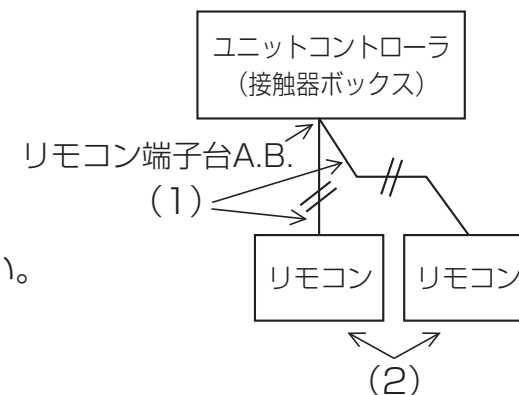 ユニットコントローラ
（接触器ボックス）
リモコン端子台A.B.
（1）
い。
リモコン
リモコン
（2）